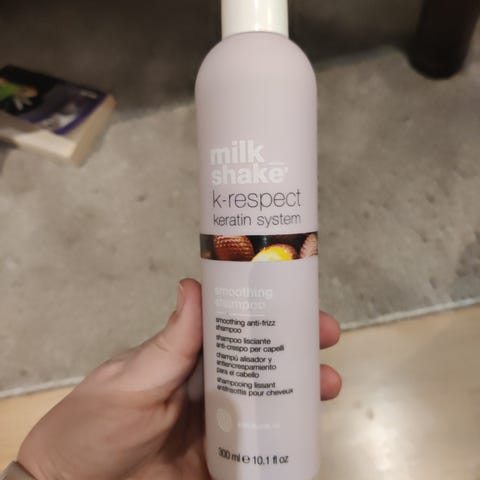 milk_
shake®
k-respect
keratin system
smoothing
shampoo
smoothing anti-frizz
shampoo
shampoo lisciante
anti-crespo per capelli
champú alisador y
antiencrespamiento
para el cabello
shampooing lissant
antifrisottis pour cheveux
300 ml e 10.1 fl oz